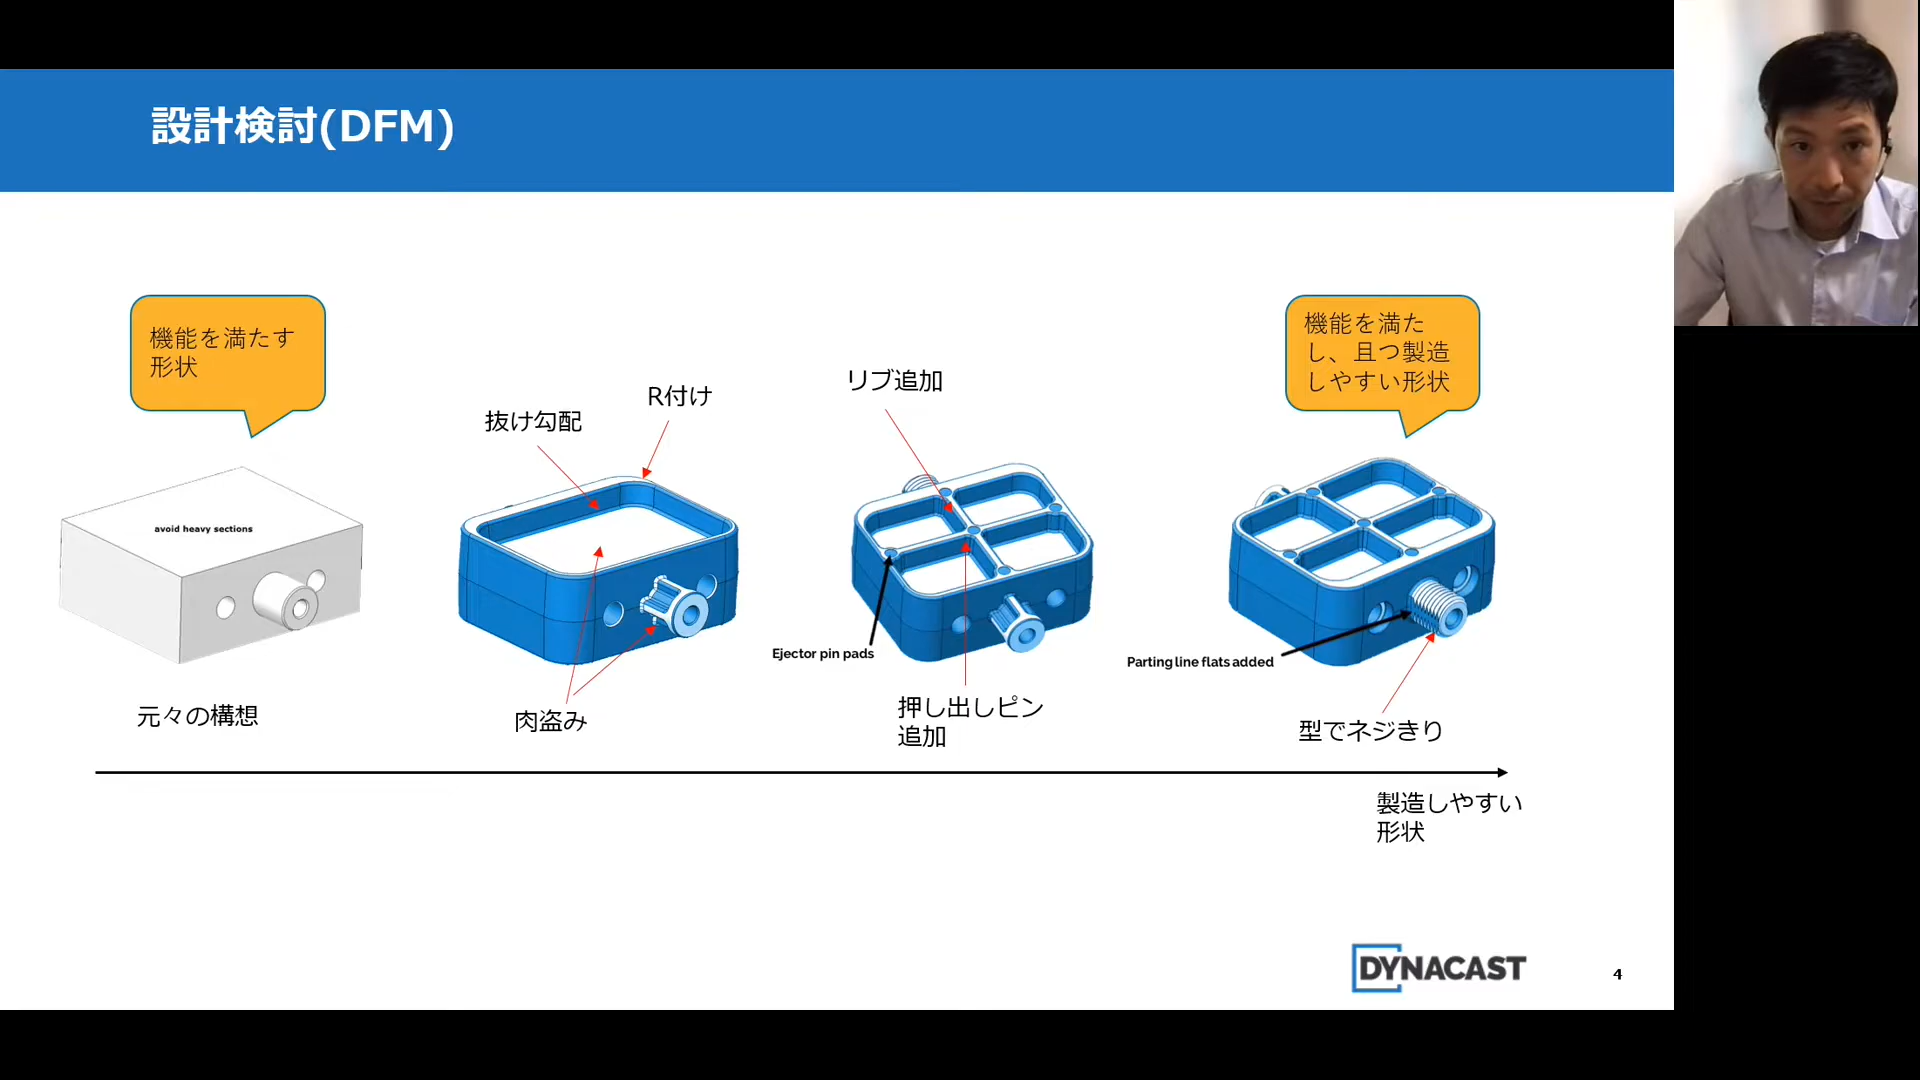 設計検討(DFM)
機能を満たす
形状
機能を満た
し、且つ製造
しやすい形状
リブ追加
R付け
抜け勾配
avoid heavy sections
Ejector pin pads
Parting line flats added
元々の構想
肉盗み
押し出しピン
追加
型でネジきり
製造しやすい
形状
DYNACAST
4